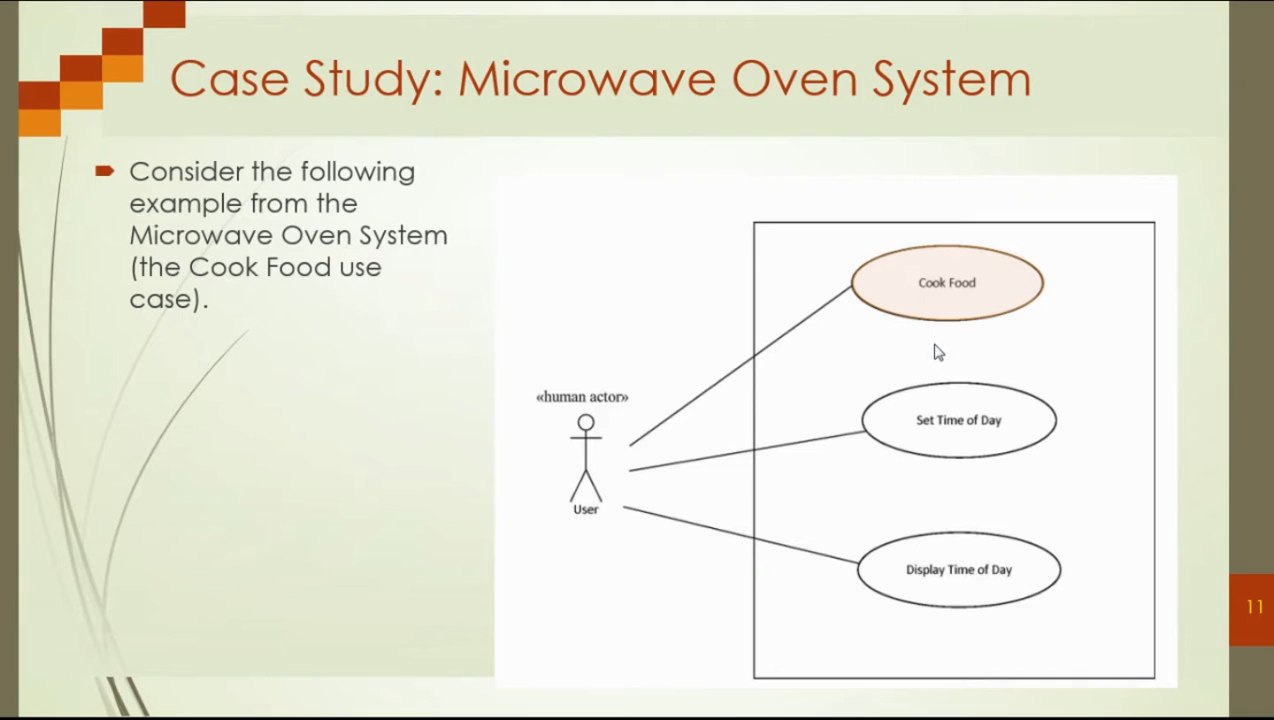 Case Study: Microwave Oven System
Consider the following
example from the
Microwave Oven System
(the Cook Food use
case).
Cook Food
«human actor»
Set Time of Day
User
Display Time of Day
11